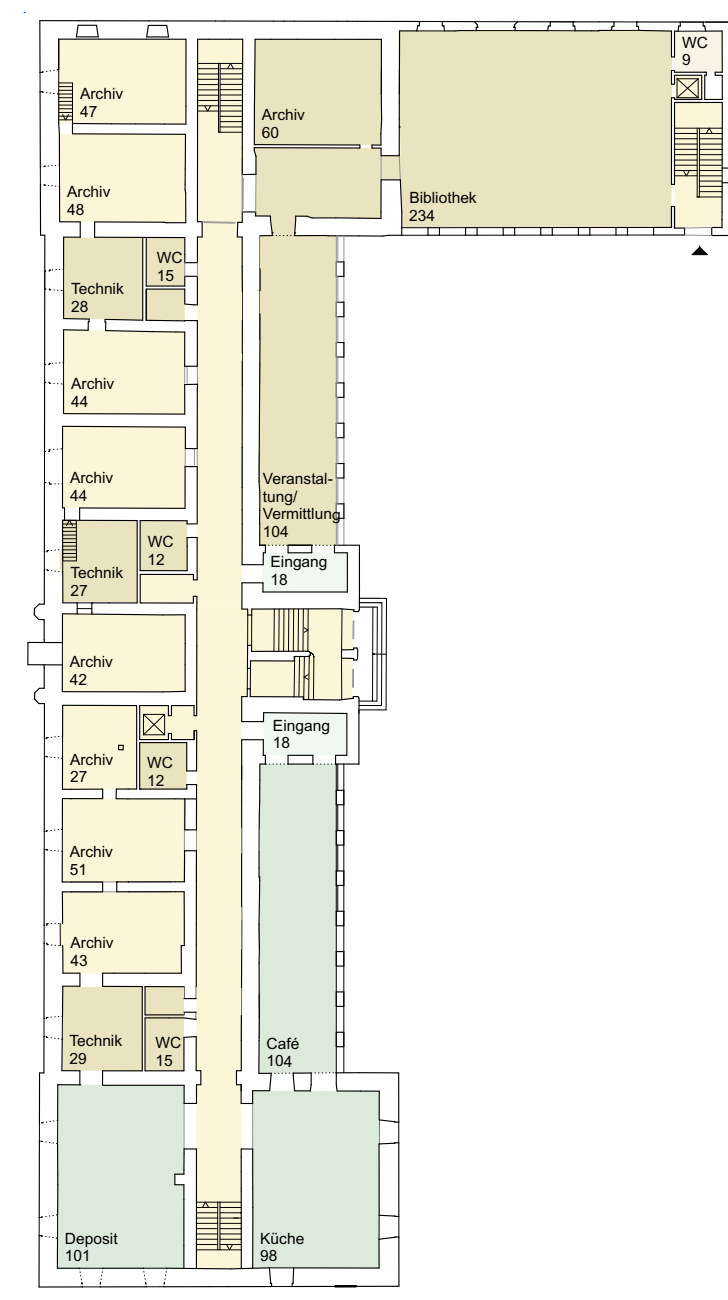 WC
9
Archiv
47
Archiv
60
Archiv
48
Bibliothek
234
WC
15
Technik
28
Archiv
44
Archiv
44
Veranstal-
tung/
Vermittlung
104
WC
12
Technik
27
Eingang
18
Archiv
42
Eingang
18
Archiv
27
WC
12
Archiv
51
Archiv
43
Technik
29
WC
15
Café
104
Deposit
101
Küche
98